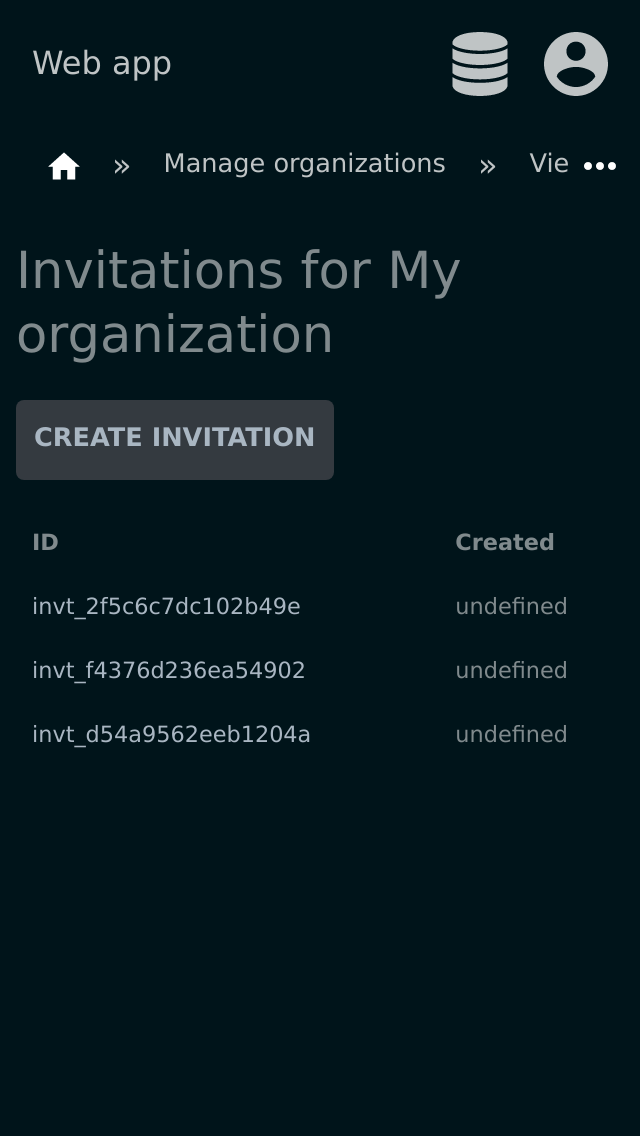 Web app
» Manage organizations » Vie
Invitations for My
organization
CREATE INVITATION
ID Created
invt_2f5c6c7dc102b49e undefined
invt_f4376d236ea54902 undefined
invt_d54a9562eeb1204a undefined